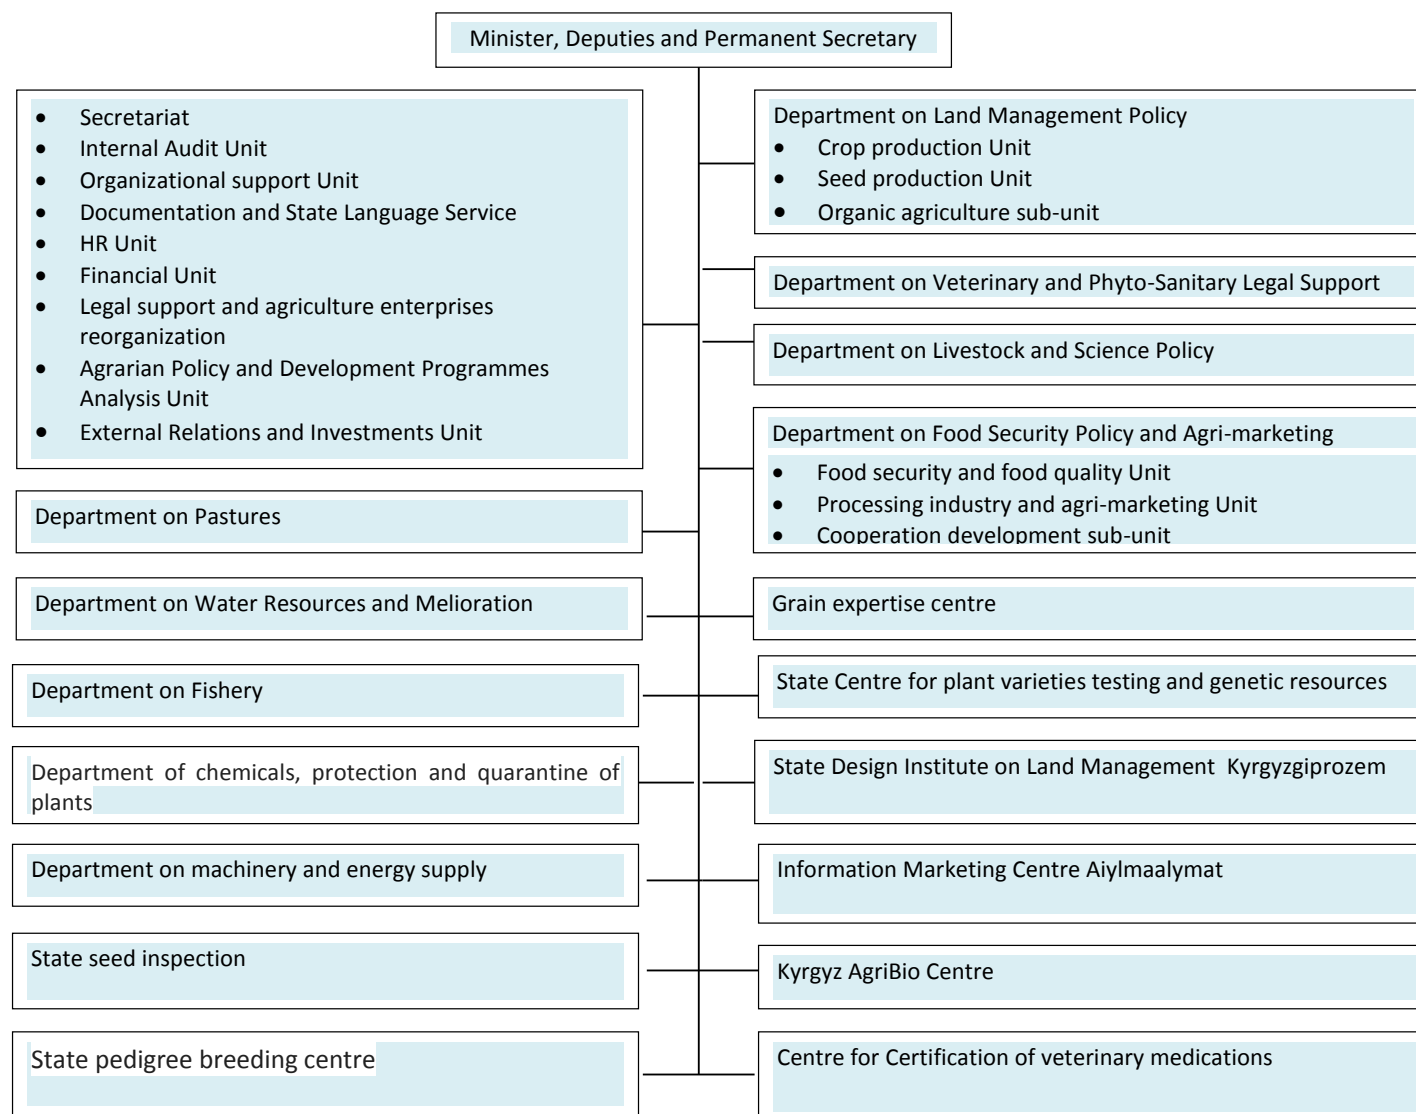 Minister, Deputies and Permanent Secretary
• Secretariat
• Internal Audit Unit
• Organizational support Unit
• Documentation and State Language Service
• HR Unit
• Financial Unit
• Legal support and agriculture enterprises
reorganization
• Agrarian Policy and Development Programmes
Analysis Unit
• External Relations and Investments Unit
Department on Pastures
Department on Water Resources and Melioration
Department on Fishery
Department of chemicals, protection and quarantine of
plants
Department on machinery and energy supply
State seed inspection
State pedigree breeding centre
Department on Land Management Policy
• Crop production Unit
• Seed production Unit
• Organic agriculture sub-unit
Department on Veterinary and Phyto-Sanitary Legal Support
Department on Livestock and Science Policy
Department on Food Security Policy and Agri-marketing
• Food security and food quality Unit
• Processing industry and agri-marketing Unit
• Cooperation development sub-unit
Grain expertise centre
State Centre for plant varieties testing and genetic resources
State Design Institute on Land Management Kyrgyzgiprozem
Information Marketing Centre Aiylmaalymat
Kyrgyz AgriBio Centre
Centre for Certification of veterinary medications